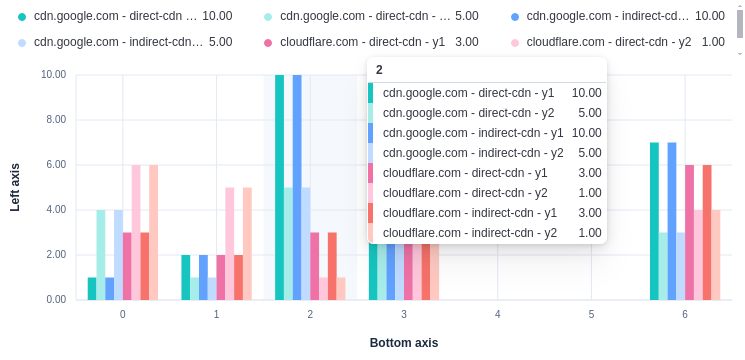 cdn.google.com - direct-cdn ... 10.00
cdn.google.com - direct-cdn - ... 5.00
cdn.google.com - indirect-cd... 10.00
cdn.google.com - indirect-cdn... 5.00
cloudflare.com - direct-cdn - y1 3.00
cloudflare.com - direct-cdn - y2 1.00
10.00
8.00
6.00
4.00
2.00
0.00
Left axis
2
cdn.google.com - direct-cdn - y1 10.00
cdn.google.com - direct-cdn - y2 5.00
cdn.google.com - indirect-cdn - y1 10.00
cdn.google.com - indirect-cdn - y2 5.00
cloudflare.com - direct-cdn - y1 3.00
cloudflare.com - direct-cdn - y2 1.00
cloudflare.com - indirect-cdn - y1 3.00
cloudflare.com - indirect-cdn - y2 1.00
0 1 2 3 4 5 6
Bottom axis